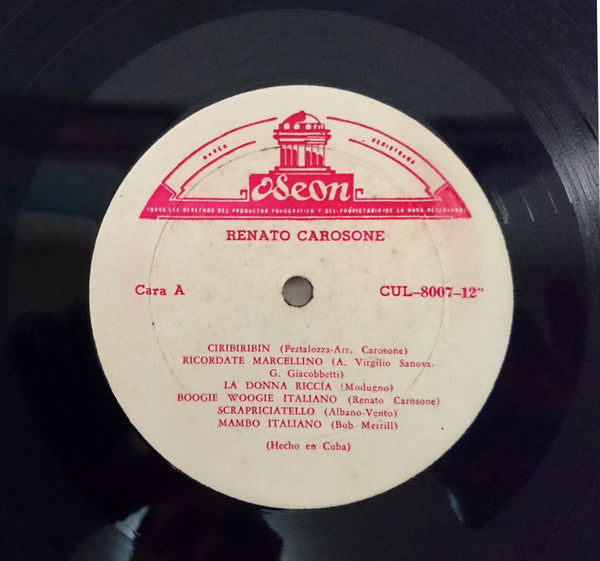 MARCA REGISTRADA
Odeon
TODOS LOS DERECHOS DEL PRODUCTOR FONOGRAFICO Y DEL PROPIETARIO DE LA OBRA RESERVADOS
RENATO CAROSONE
Cara A CUL-8007-12"
CIRIBIRIBIN (Peztalozza-Arr. Carosone)
RICORDATE MARCELLINO (A. Virgilio Sanova-
G. Giacobbetti)
LA DONNA RICCIA (Modugno)
BOOGIE WOOGIE ITALIANO (Renato Carosone)
SCRAPRICIATELLO (Albano-Vento)
MAMBO ITALIANO (Bob Merrill)
(Hecho en Cuba)